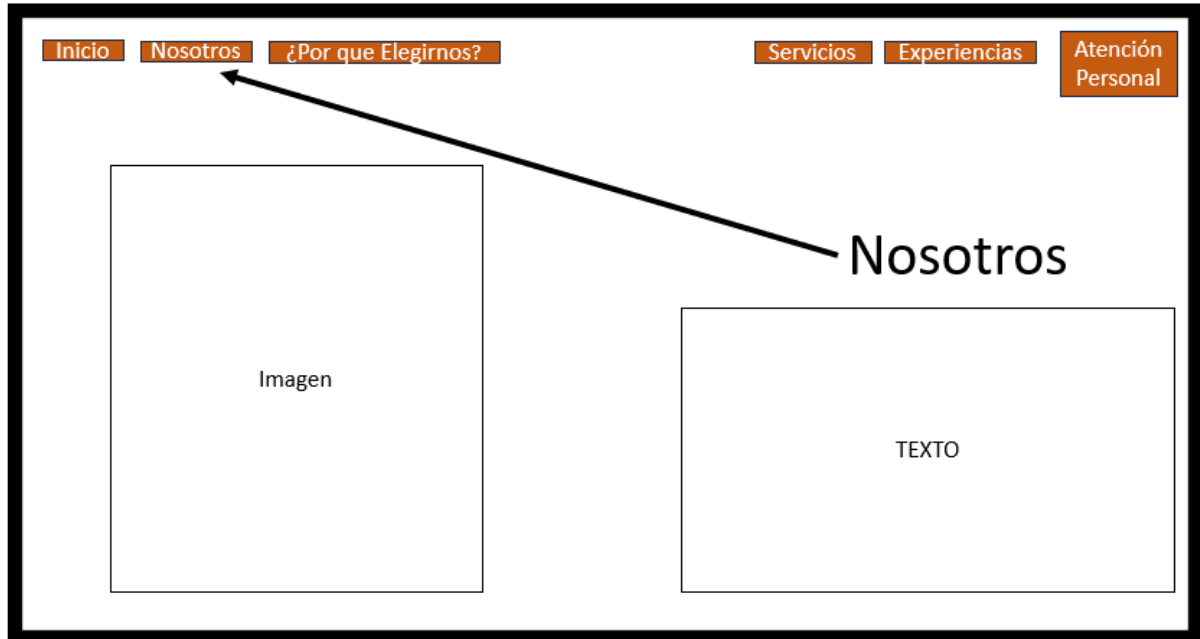 Inicio
Nosotros
¿Por que Elegirnos?
Servicios
Experiencias
Atención
Personal
Nosotros
Imagen
TEXTO